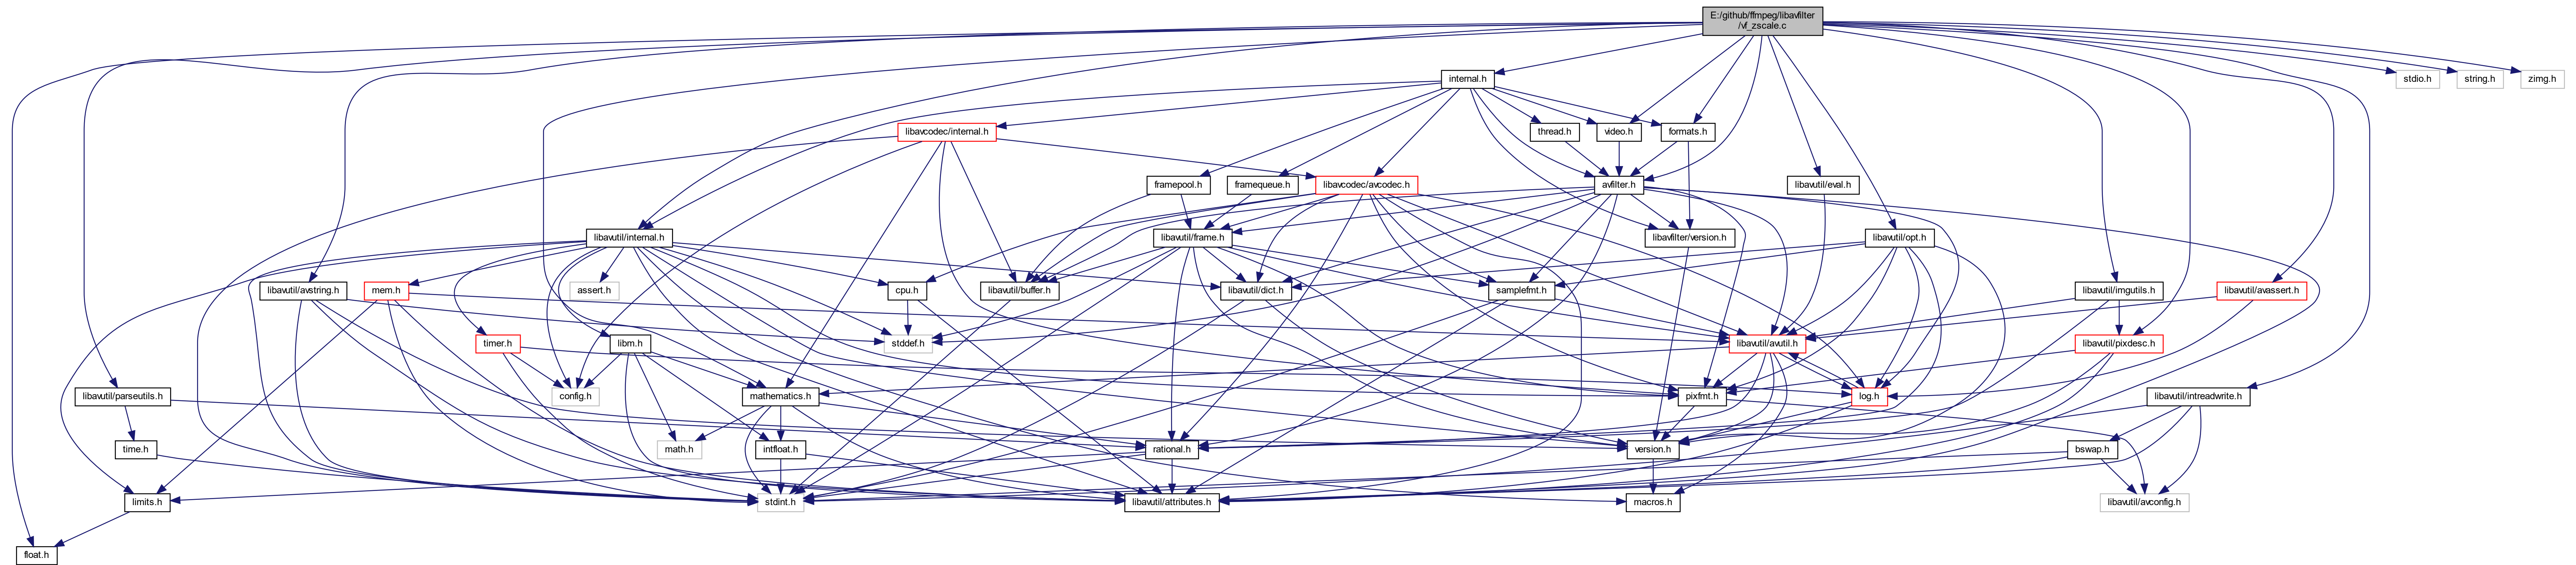 E:/github/ffmpeg/libavfilter
/vf_zscale.c
internal.h
stdio.h
string.h
zimg.h
libavcodec/internal.h
thread.h
video.h
formats.h
framepool.h
framequeue.h
libavcodec/avcodec.h
avfilter.h
libavutil/eval.h
libavutil/internal.h
libavutil/frame.h
libavfilter/version.h
libavutil/opt.h
libavutil/avstring.h
mem.h
assert.h
cpu.h
libavutil/buffer.h
libavutil/dict.h
samplefmt.h
libavutil/imgutils.h
libavutil/avassert.h
timer.h
libm.h
stddef.h
libavutil/avutil.h
libavutil/pixdesc.h
libavutil/parseutils.h
config.h
mathematics.h
pixfmt.h
log.h
libavutil/intreadwrite.h
time.h
math.h
intfloat.h
rational.h
version.h
bswap.h
limits.h
stdint.h
libavutil/attributes.h
macros.h
libavutil/avconfig.h
float.h